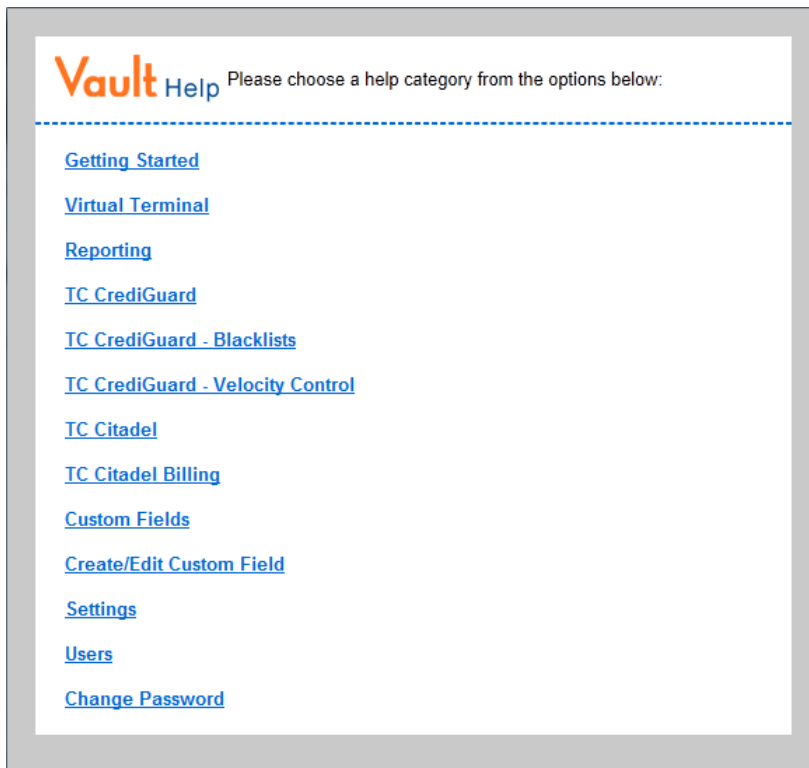 Vault Help Please choose a help category from the options below:
Getting Started
Virtual Terminal
Reporting
TC CrediGuard
TC CrediGuard - Blacklists
TC CrediGuard - Velocity Control
TC Citadel
TC Citadel Billing
Custom Fields
Create/Edit Custom Field
Settings
Users
Change Password